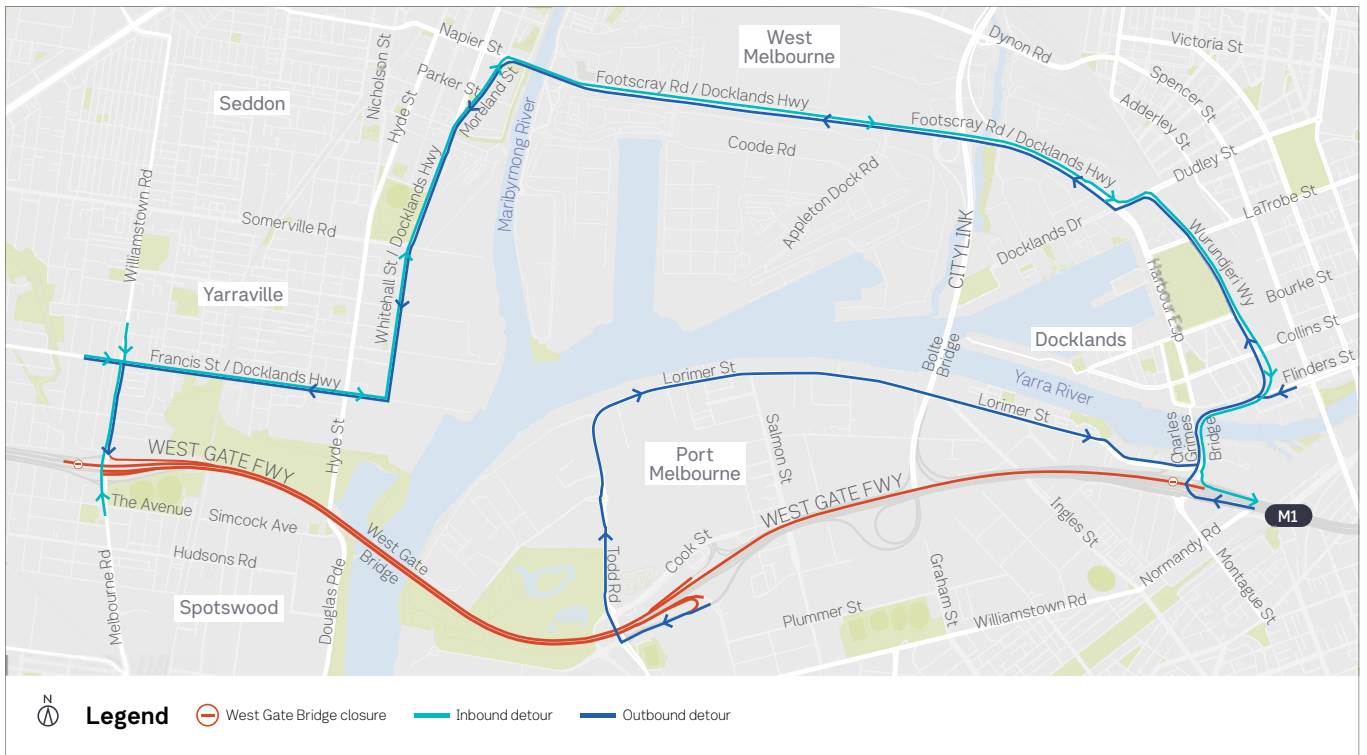 Napier St
West
Melbourne
Dynon Rd
Victoria St
Nicholson St
Parker St
Moreland St
Footscray Rd / Docklands Hwy
Spencer St
Seddon
Hyde St
Adderley St
Footscray Rd / Docklands Hwy
Coode Rd
Dudley St
Maribyrnong River
Appleton Dock Rd
LaTrobe St
Williamstown Rd
Somerville Rd
Whitehall St / Docklands Hwy
CITYLINK
Docklands Dr
Wurundjeri Wy
Harbour Esp
Bourke St
Yarraville
Docklands
Collins St
Bolte
Bridge
Francis St / Docklands Hwy
Lorimer St
Yarra River
Flinders St
Lorimer St
Charles
Grimes
Bridge
Hyde St
Salmon St
Port
Melbourne
WEST GATE FWY
WEST GATE FWY
The Avenue
Simcock Ave
M1
Ingles St
West Gate
Bridge
Hudsons Rd
Cook St
Todd Rd
Normandy Rd
Montague St
Melbourne Rd
Spotswood
Douglas Pde
Graham St
Plummer St
Williamstown Rd
N
Legend
West Gate Bridge closure
Inbound detour
Outbound detour